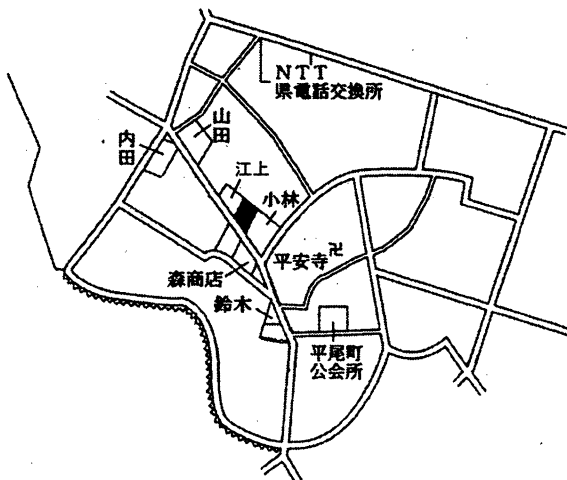 NTT
県電話交換所
山田
内田
江上
小林
平安寺卍
森商店
鈴木
平尾町
公会所